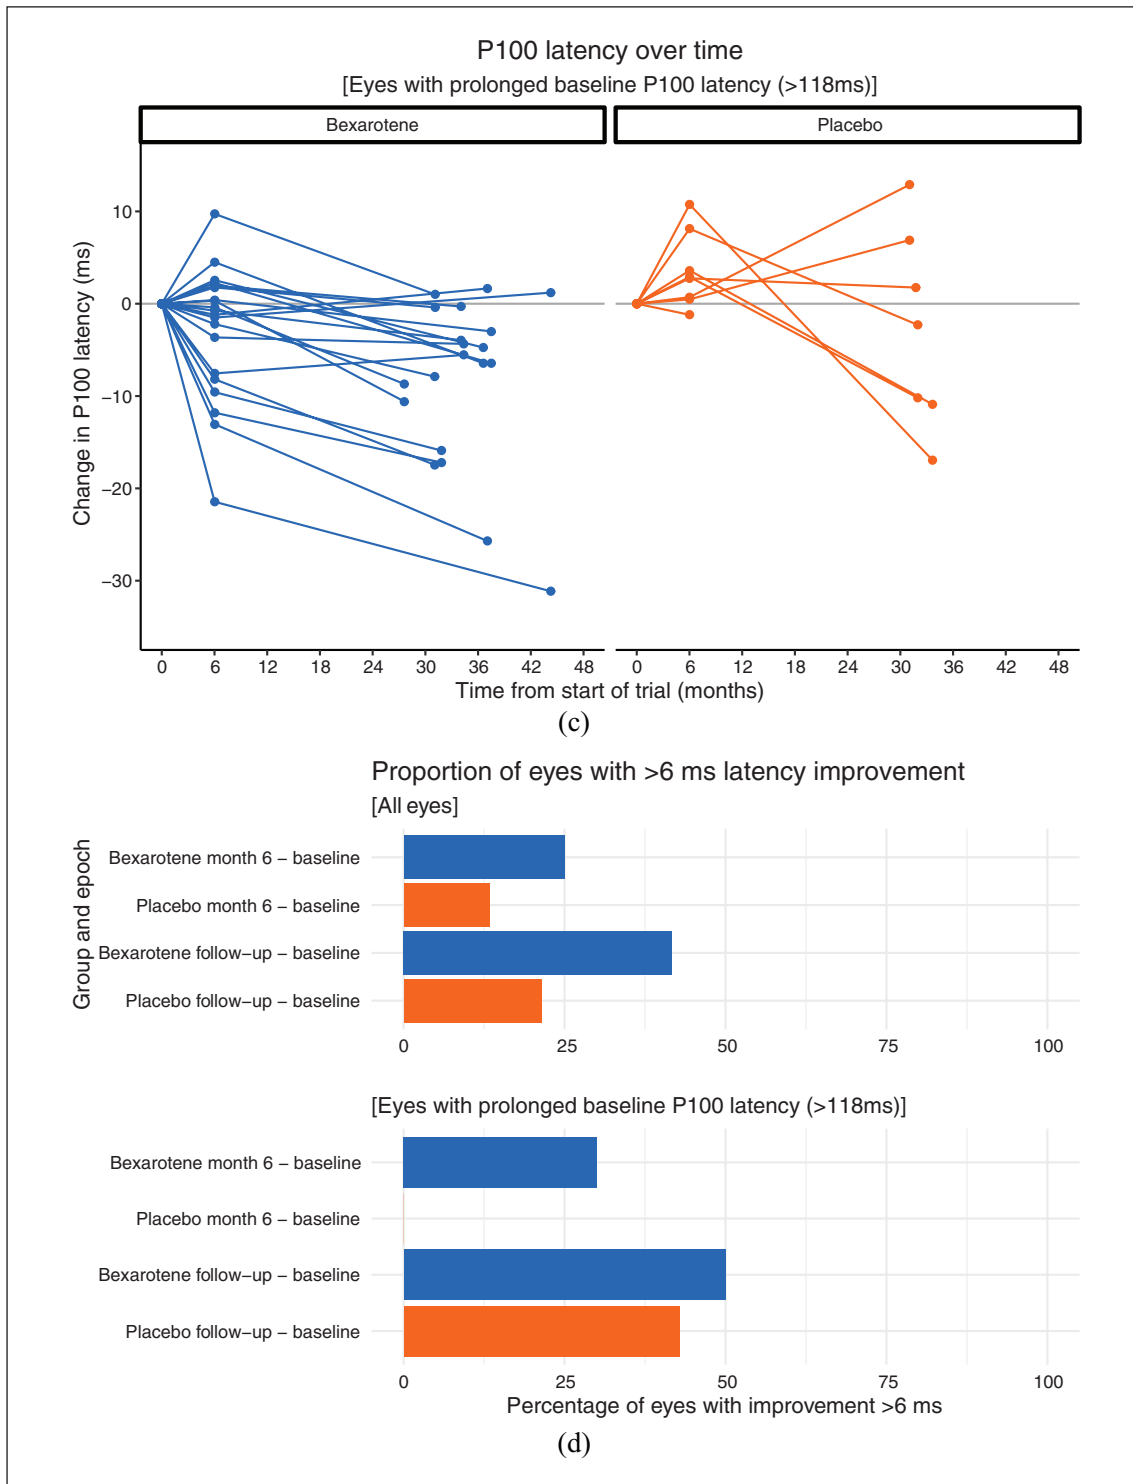 P100 latency over time
[Eyes with prolonged baseline P100 latency (>118ms)]
Bexarotene
Placebo
Change in P100 latency (ms)
10
0
−10
−20
−30
0 6 12 18 24 30 36 42 48
0 6 12 18 24 30 36 42 48
Time from start of trial (months)
(c)
Proportion of eyes with >6 ms latency improvement
[All eyes]
Group and epoch
Bexarotene month 6 − baseline
Placebo month 6 − baseline
Bexarotene follow−up − baseline
Placebo follow−up − baseline
0 25 50 75 100
[Eyes with prolonged baseline P100 latency (>118ms)]
Bexarotene month 6 − baseline
Placebo month 6 − baseline
Bexarotene follow−up − baseline
Placebo follow−up − baseline
0 25 50 75 100
Percentage of eyes with improvement >6 ms
(d)